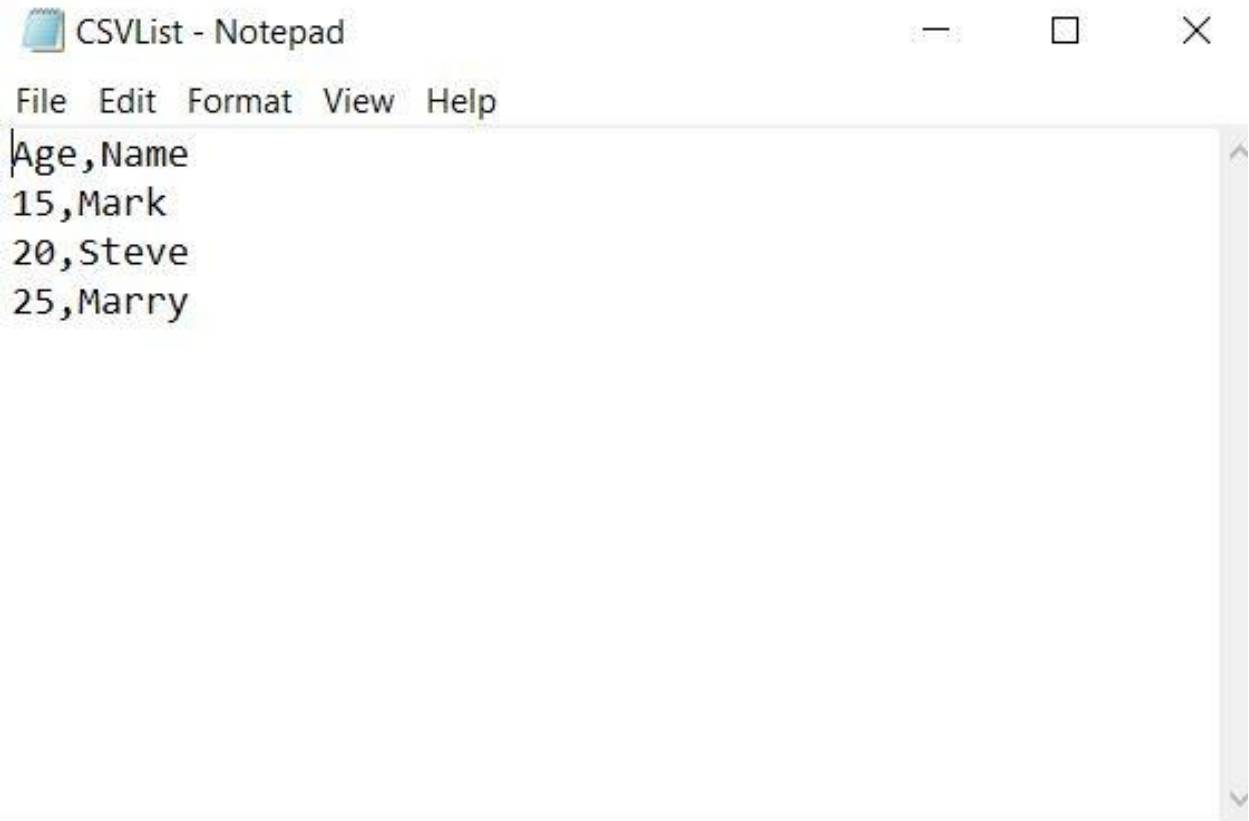 CSVList - Notepad
File Edit Format View Help
Age,Name
15,Mark
20,Steve
25,Marry